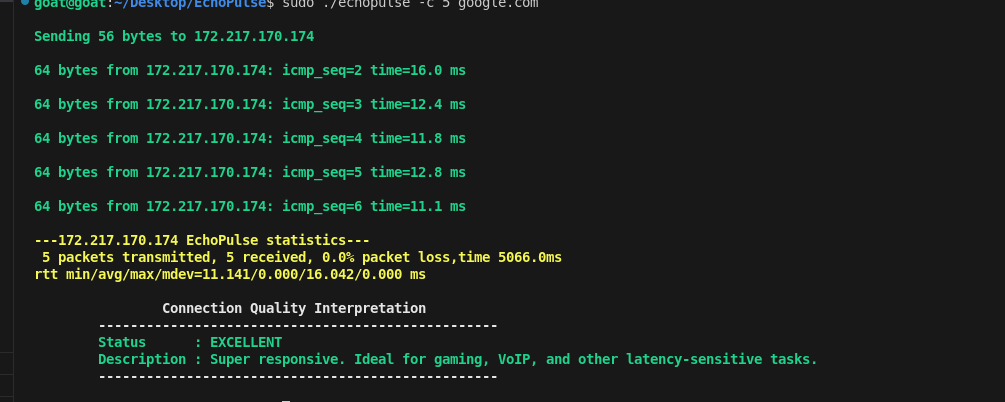 goat@goat:~/Desktop/EchoPulse$ sudo ./echopulse -c 5 google.com
Sending 56 bytes to 172.217.170.174
64 bytes from 172.217.170.174: icmp_seq=2 time=16.0 ms
64 bytes from 172.217.170.174: icmp_seq=3 time=12.4 ms
64 bytes from 172.217.170.174: icmp_seq=4 time=11.8 ms
64 bytes from 172.217.170.174: icmp_seq=5 time=12.8 ms
64 bytes from 172.217.170.174: icmp_seq=6 time=11.1 ms
---172.217.170.174 EchoPulse statistics---
5 packets transmitted, 5 received, 0.0% packet loss,time 5066.0ms
rtt min/avg/max/mdev=11.141/0.000/16.042/0.000 ms
Connection Quality Interpretation
--------------------------------------------------
Status : EXCELLENT
Description : Super responsive. Ideal for gaming, VoIP, and other latency-sensitive tasks.
--------------------------------------------------